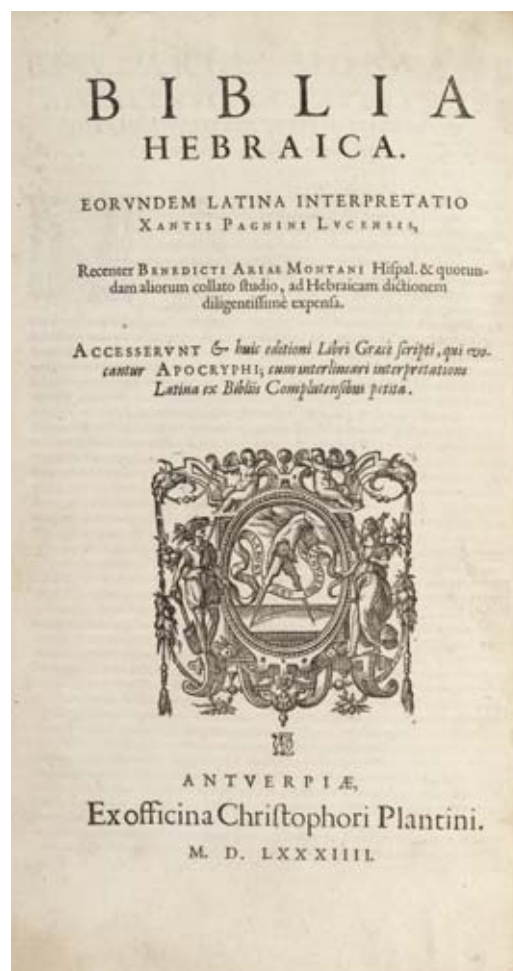 BIBLIA
HEBRAICA.
EORVNDEM LATINA INTERPRETATIO
XANTIS PAGNINI LVCENSIS,
Recenter BENEDICTI ARIAE MONTANI Hiſpal. & quorun-
dam aliorum collato ſtudio, ad Hebraicam dictionem
diligentiſſimè expenſa.
ACCESSERVNT & huic editioni Libri Græcè ſcripti, qui vo-
cantur APOCRYPHI; cum interlineari interpretatione
Latina ex Bibliis Complutenſibus petita.
ANTVERPIÆ,
Ex officina Chriſtophori Plantini.
M. D. LXXXIIII.